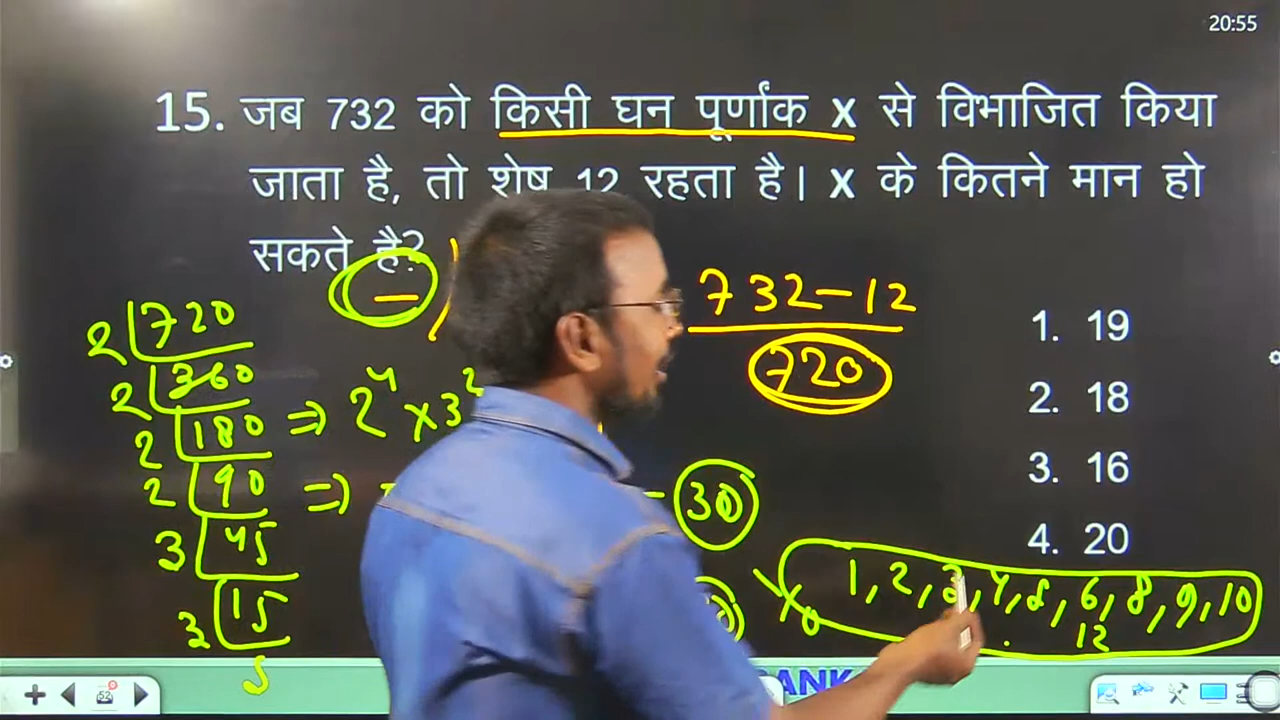 20:55
15. जब 732 को किसी घन पूर्णांक x से विभाजित किया
जाता है, तो शेष 12 रहता है। x के कितने मान हो
सकते है?
732-12
720
1. 19
2. 18
3. 16
4. 20
2 720
2 360
2 180 ⇒ 2⁴ × 3²
2 90 ⇒
3 45
3 15
5
30
1, 2, 3, 4, 5, 6, 8, 9, 10
12